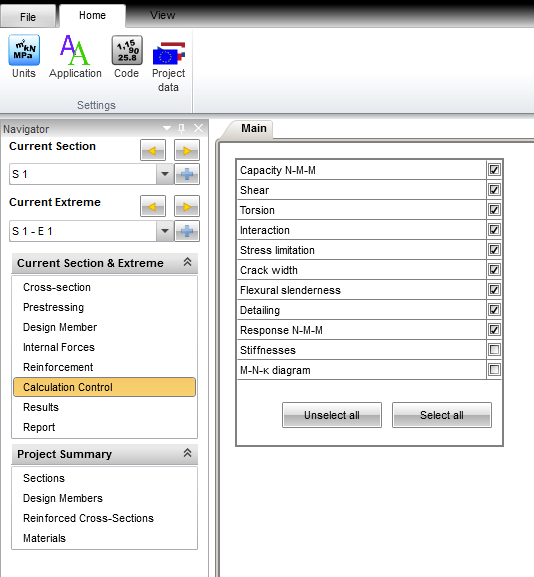 File Home View
m²kN
MPa
1,15
90
25.8
Units Application Code Project
data
Settings
Navigator
Current Section
S 1
Current Extreme
S 1 - E 1
Current Section & Extreme
Cross-section
Prestressing
Design Member
Internal Forces
Reinforcement
Calculation Control
Results
Report
Project Summary
Sections
Design Members
Reinforced Cross-Sections
Materials
Main
Capacity N-M-M
Shear
Torsion
Interaction
Stress limitation
Crack width
Flexural slenderness
Detailing
Response N-M-M
Stiffnesses
M-N-κ diagram
Unselect all Select all